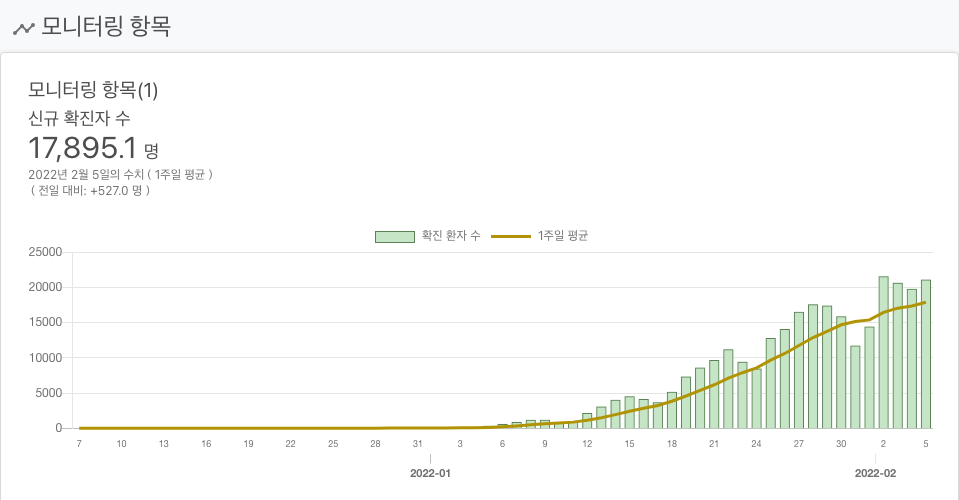 모니터링 항목
모니터링 항목(1)
신규 확진자 수
17,895.1 명
2022년 2월 5일의 수치 ( 1주일 평균 )
( 전일 대비: +527.0 명 )
확진 환자 수 1주일 평균
25000
20000
15000
10000
5000
0
7 10 13 16 19 22 25 28 31 3 6 9 12 15 18 21 24 27 30 2 5
2022-01 2022-02